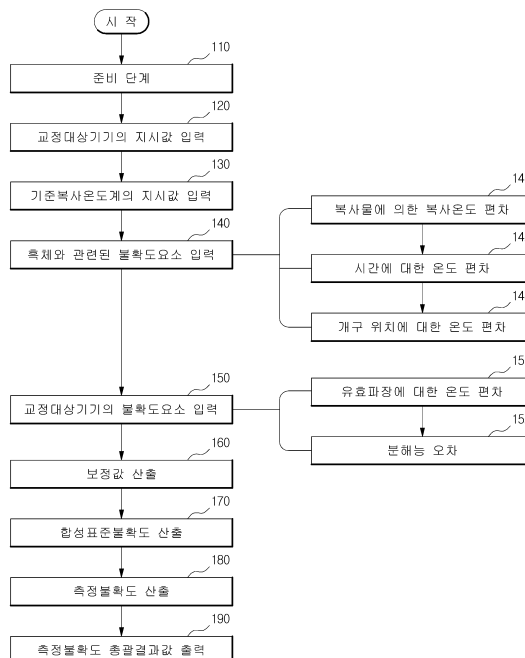 시 작
110
준비 단계
120
교정대상기기의 지시값 입력
130
기준복사온도계의 지시값 입력
140
흑체와 관련된 불확도요소 입력
14
복사물에 의한 복사온도 편차
14
시간에 대한 온도 편차
14
개구 위치에 대한 온도 편차
150
교정대상기기의 불확도요소 입력
15
유효파장에 대한 온도 편차
15
분해능 오차
160
보정값 산출
170
합성표준불확도 산출
180
측정불확도 산출
190
측정불확도 총괄결과값 출력